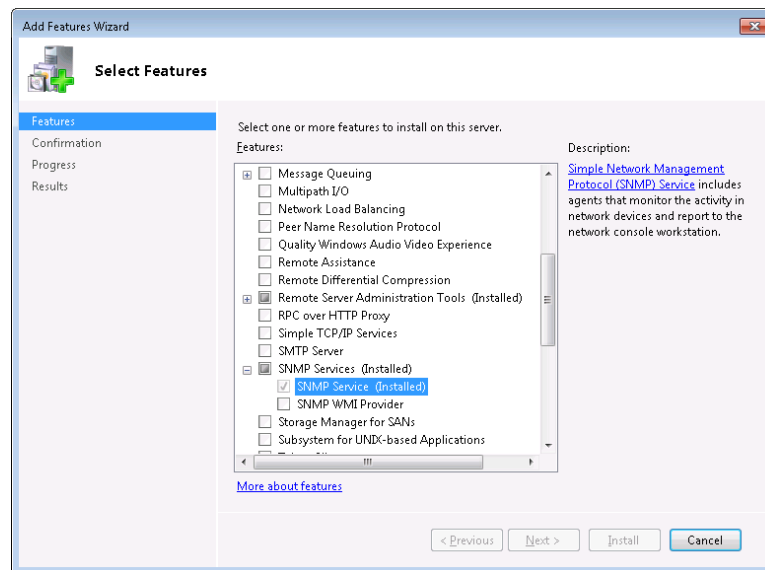 Add Features Wizard
Select Features
Features
Confirmation
Progress
Results
Select one or more features to install on this server.
Features:
Message Queuing
Multipath I/O
Network Load Balancing
Peer Name Resolution Protocol
Quality Windows Audio Video Experience
Remote Assistance
Remote Differential Compression
Remote Server Administration Tools (Installed)
RPC over HTTP Proxy
Simple TCP/IP Services
SMTP Server
SNMP Services (Installed)
SNMP Service (Installed)
SNMP WMI Provider
Storage Manager for SANs
Subsystem for UNIX-based Applications
More about features
Description:
Simple Network Management
Protocol (SNMP) Service includes
agents that monitor the activity in
network devices and report to the
network console workstation.
< Previous
Next >
Install
Cancel